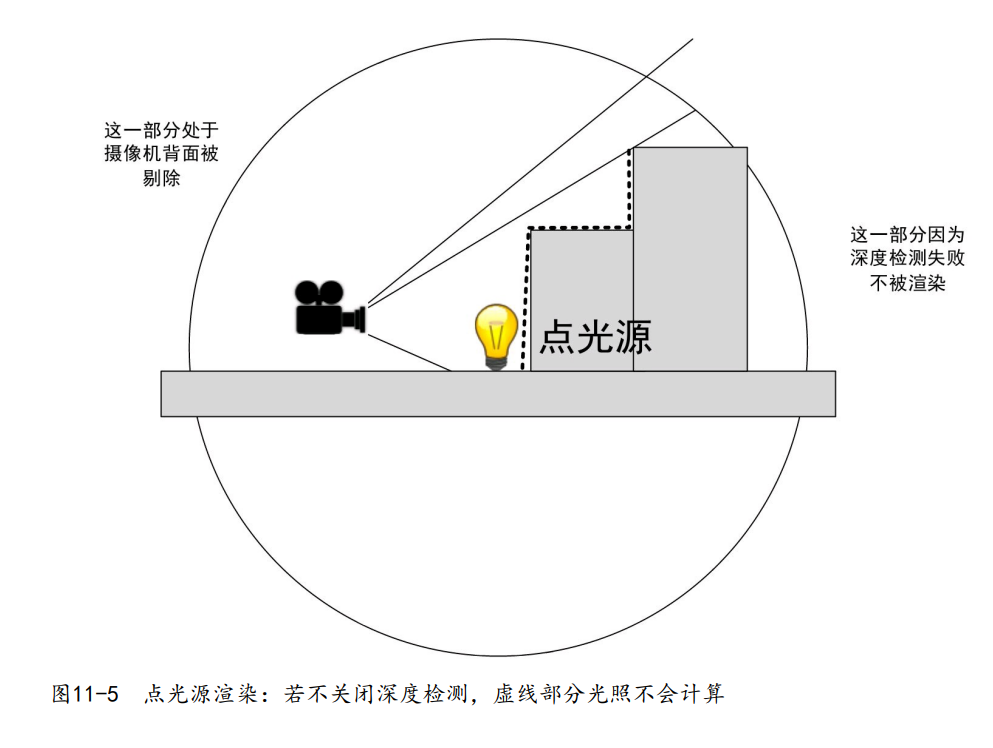 这一部分处于
摄像机背面被
剔除
这一部分因为
深度检测失败
不被渲染
点光源
图11-5 点光源渲染：若不关闭深度检测，虚线部分光照不会计算